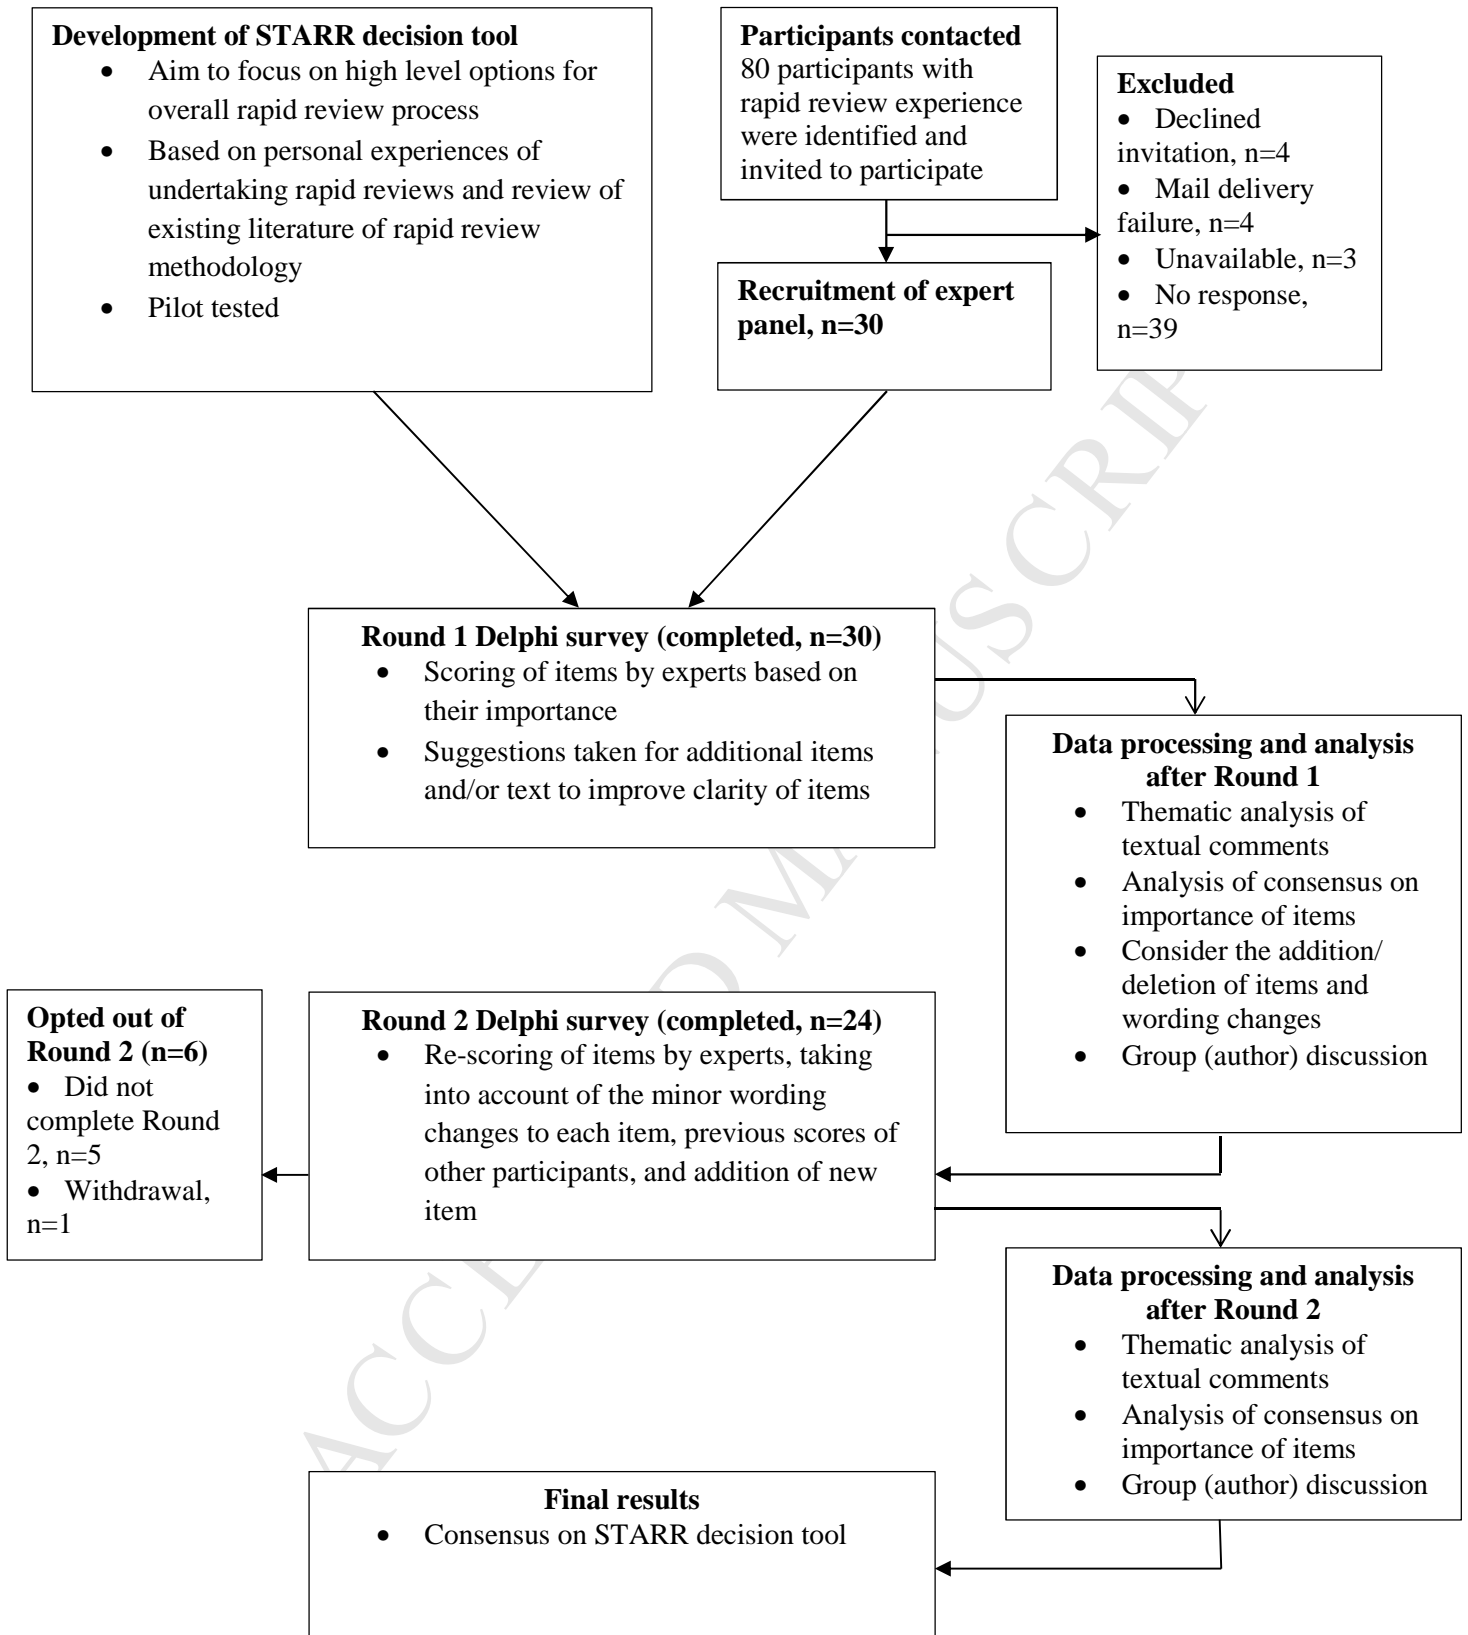 Development of STARR decision tool
• Aim to focus on high level options for
overall rapid review process
• Based on personal experiences of
undertaking rapid reviews and review of
existing literature of rapid review
methodology
• Pilot tested
Participants contacted
80 participants with
rapid review experience
were identified and
invited to participate
Excluded
• Declined
invitation, n=4
• Mail delivery
failure, n=4
• Unavailable, n=3
• No response,
n=39
Recruitment of expert
panel, n=30
Round 1 Delphi survey (completed, n=30)
• Scoring of items by experts based on
their importance
• Suggestions taken for additional items
and/or text to improve clarity of items
Data processing and analysis
after Round 1
• Thematic analysis of
textual comments
• Analysis of consensus on
importance of items
• Consider the addition/
deletion of items and
wording changes
• Group (author) discussion
Opted out of
Round 2 (n=6)
• Did not
complete Round
2, n=5
• Withdrawal,
n=1
Round 2 Delphi survey (completed, n=24)
• Re-scoring of items by experts, taking
into account of the minor wording
changes to each item, previous scores of
other participants, and addition of new
item
Data processing and analysis
after Round 2
• Thematic analysis of
textual comments
• Analysis of consensus on
importance of items
• Group (author) discussion
Final results
• Consensus on STARR decision tool